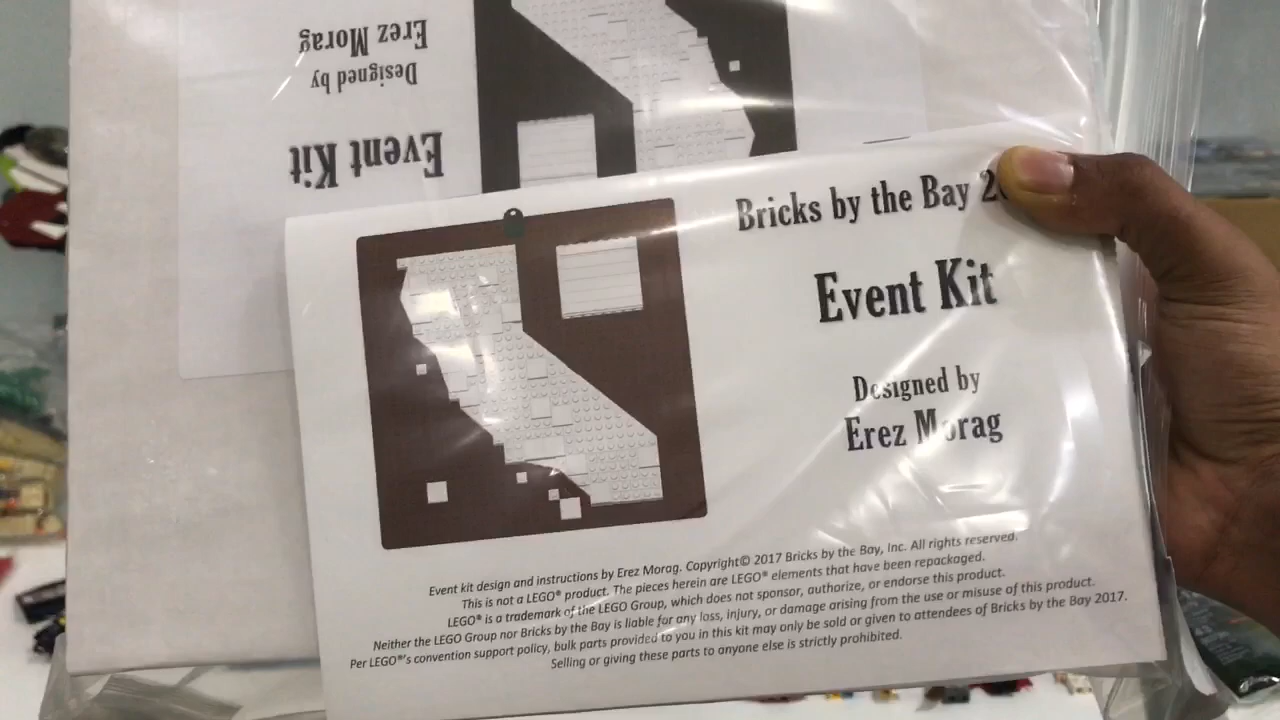 Event Kit
Designed by
Erez Morag
Bricks by the Bay
Event Kit
Designed by
Erez Morag
Event kit design and instructions by Erez Morag. Copyright© 2017 Bricks by the Bay, Inc. All rights reserved.
This is not a LEGO® product. The pieces herein are LEGO® elements that have been repackaged.
LEGO® is a trademark of the LEGO Group, which does not sponsor, authorize, or endorse this product.
Neither the LEGO Group nor Bricks by the Bay is liable for any loss, injury, or damage arising from the use or misuse of this product.
Per LEGO®'s convention support policy, bulk parts provided to you in this kit may only be sold or given to attendees of Bricks by the Bay 2017.
Selling or giving these parts to anyone else is strictly prohibited.